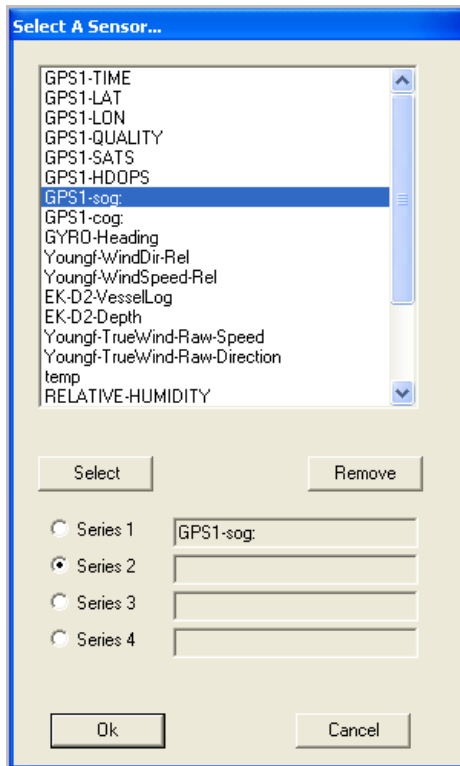 Select A Sensor...
GPS1-TIME
GPS1-LAT
GPS1-LON
GPS1-QUALITY
GPS1-SATS
GPS1-HDOPS
GPS1-sog:
GPS1-cog:
GYRO-Heading
Youngf-WindDir-Rel
Youngf-WindSpeed-Rel
EK-D2-VesselLog
EK-D2-Depth
Youngf-TrueWind-Raw-Speed
Youngf-TrueWind-Raw-Direction
temp
RELATIVE-HUMIDITY
Select Remove
Series 1 GPS1-sog:
Series 2
Series 3
Series 4
Ok Cancel